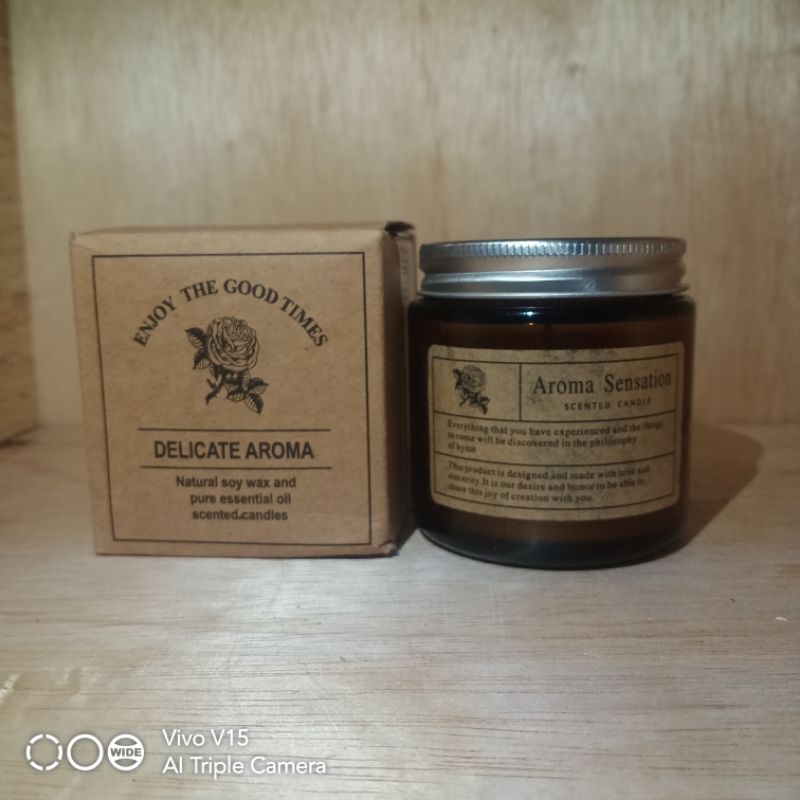 ENJOY THE GOOD TIMES
DELICATE AROMA
Natural soy wax and
pure essential oil
scented candles
Aroma Sensation
SCENTED CANDLE
Everything that you have experienced and the things
to come will be discovered in the philosophy
of byme
This product is designed and made with love and
sincerity.It is our desire and honor to be able to
share this joy of creation with you.
WIDE
Vivo V15
AI Triple Camera